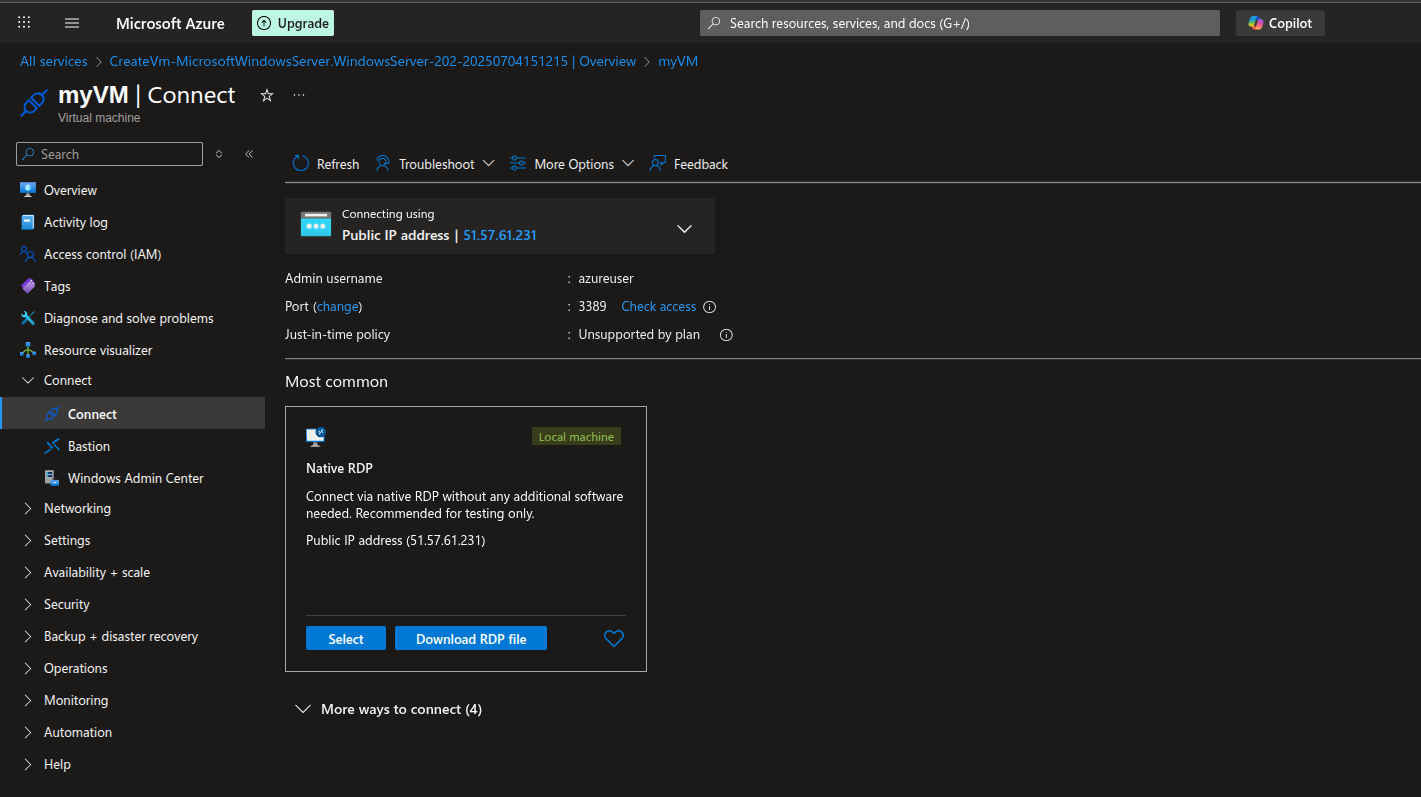 Microsoft Azure
Upgrade
Search resources, services, and docs (G+/)
Copilot
All services > CreateVm-MicrosoftWindowsServer.WindowsServer-202-20250704151215 | Overview > myVM
myVM | Connect
Virtual machine
Search
Overview
Activity log
Access control (IAM)
Tags
Diagnose and solve problems
Resource visualizer
Connect
Connect
Bastion
Windows Admin Center
Networking
Settings
Availability + scale
Security
Backup + disaster recovery
Operations
Monitoring
Automation
Help
Refresh
Troubleshoot
More Options
Feedback
Connecting using
Public IP address | 51.57.61.231
Admin username : azureuser
Port (change) : 3389 Check access
Just-in-time policy : Unsupported by plan
Most common
Local machine
Native RDP
Connect via native RDP without any additional software
needed. Recommended for testing only.
Public IP address (51.57.61.231)
Select
Download RDP file
More ways to connect (4)